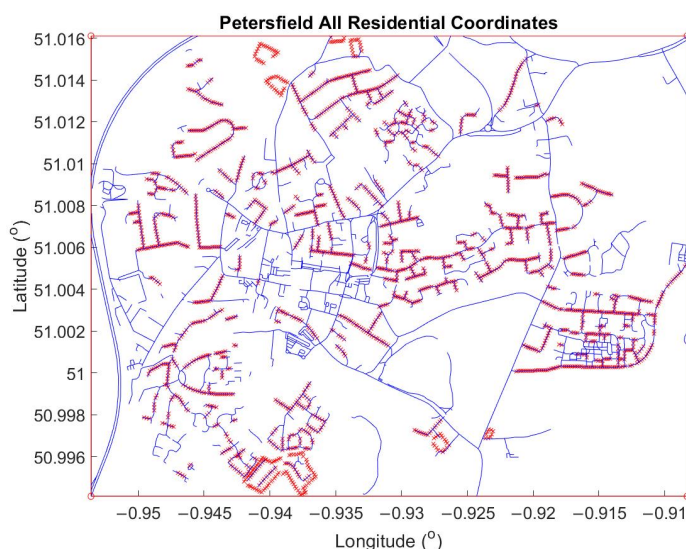 Petersfield All Residential Coordinates
51.016
51.014
51.012
51.01
51.008
51.006
51.004
51.002
51
50.998
50.996
Latitude (°)
−0.95 −0.945 −0.94 −0.935 −0.93 −0.925 −0.92 −0.915 −0.91
Longitude (°)